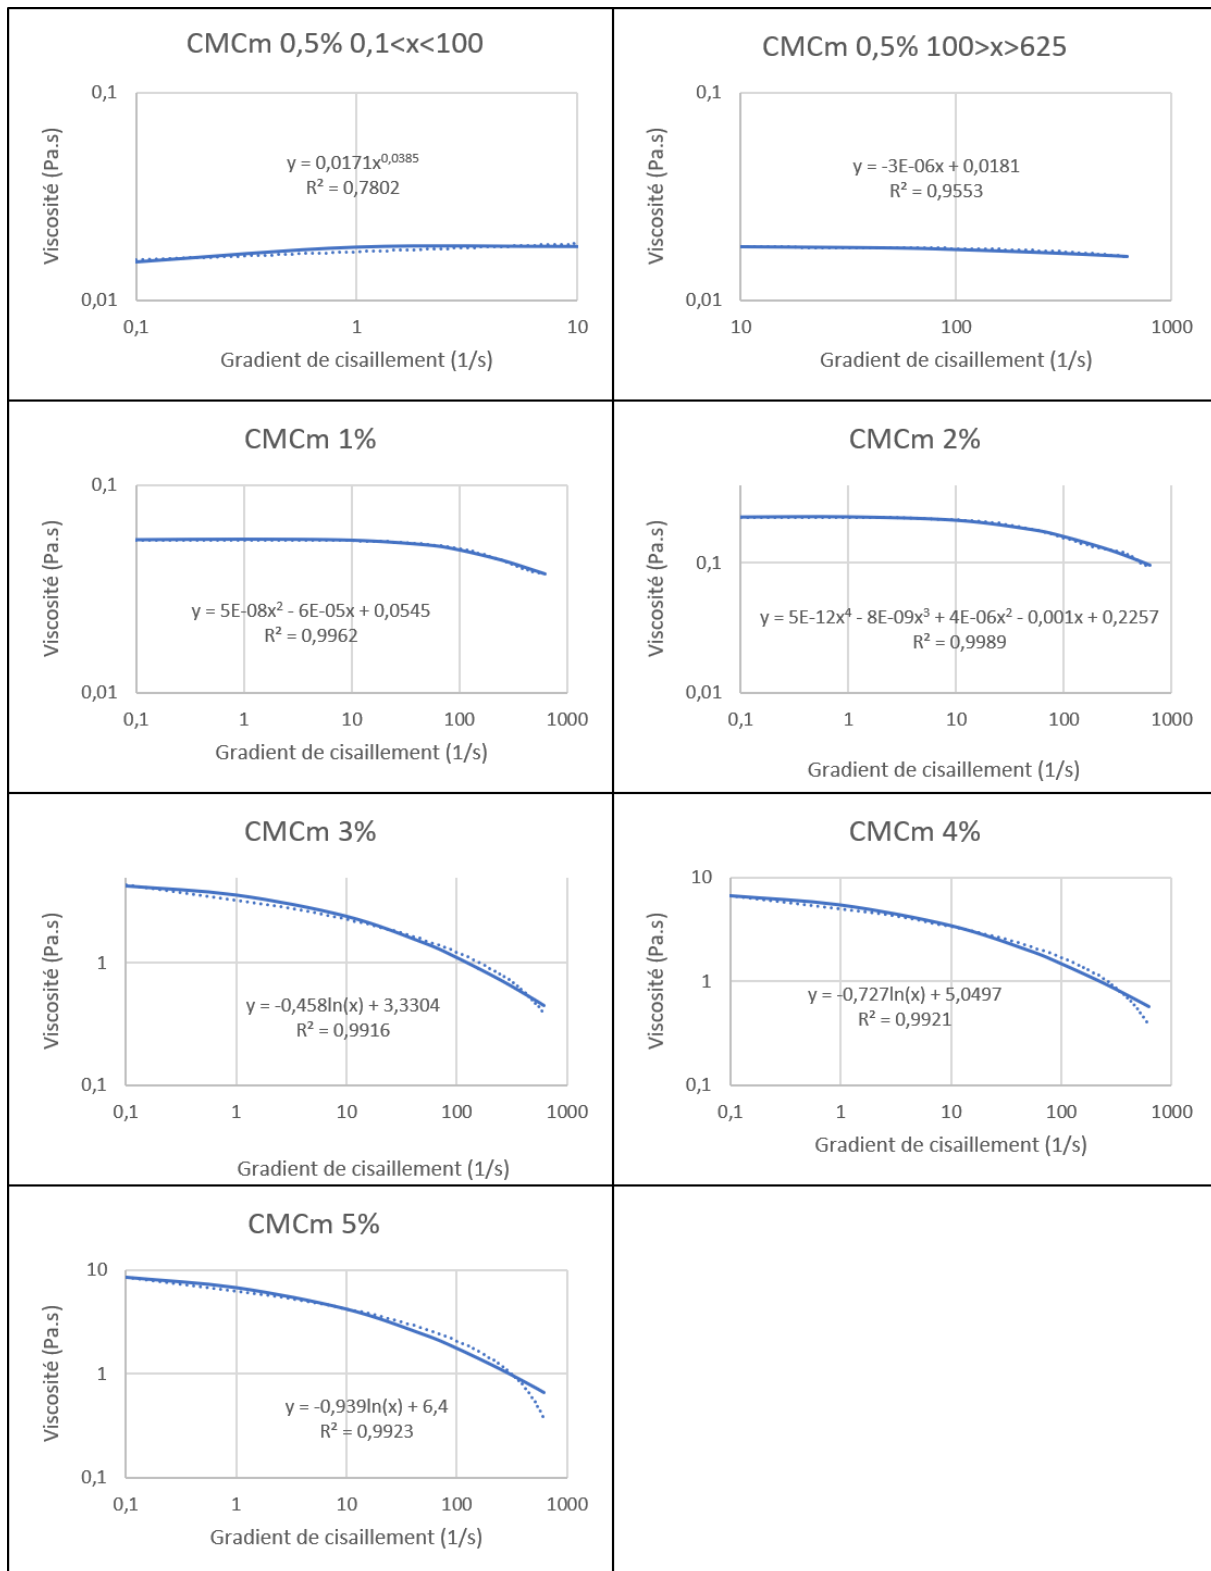 CMCm 0,5% 0,1<x<100
Viscosité (Pa.s)
0,1
y = 0,0171x^0,0385
R² = 0,7802
0,01
0,1 1 10
Gradient de cisaillement (1/s)
CMCm 0,5% 100>x>625
Viscosité (Pa.s)
0,1
y = -3E-06x + 0,0181
R² = 0,9553
0,01
10 100 1000
Gradient de cisaillement (1/s)
CMCm 1%
Viscosité (Pa.s)
0,1
y = 5E-08x² - 6E-05x + 0,0545
R² = 0,9962
0,01
0,1 1 10 100 1000
Gradient de cisaillement (1/s)
CMCm 2%
Viscosité (Pa.s)
0,1
y = 5E-12x⁴ - 8E-09x³ + 4E-06x² - 0,001x + 0,2257
R² = 0,9989
0,01
0,1 1 10 100 1000
Gradient de cisaillement (1/s)
CMCm 3%
Viscosité (Pa.s)
1
y = -0,458ln(x) + 3,3304
R² = 0,9916
0,1
0,1 1 10 100 1000
Gradient de cisaillement (1/s)
CMCm 4%
Viscosité (Pa.s)
10
1
y = -0,727ln(x) + 5,0497
R² = 0,9921
0,1
0,1 1 10 100 1000
Gradient de cisaillement (1/s)
CMCm 5%
Viscosité (Pa.s)
10
1
y = -0,939ln(x) + 6,4
R² = 0,9923
0,1
0,1 1 10 100 1000
Gradient de cisaillement (1/s)